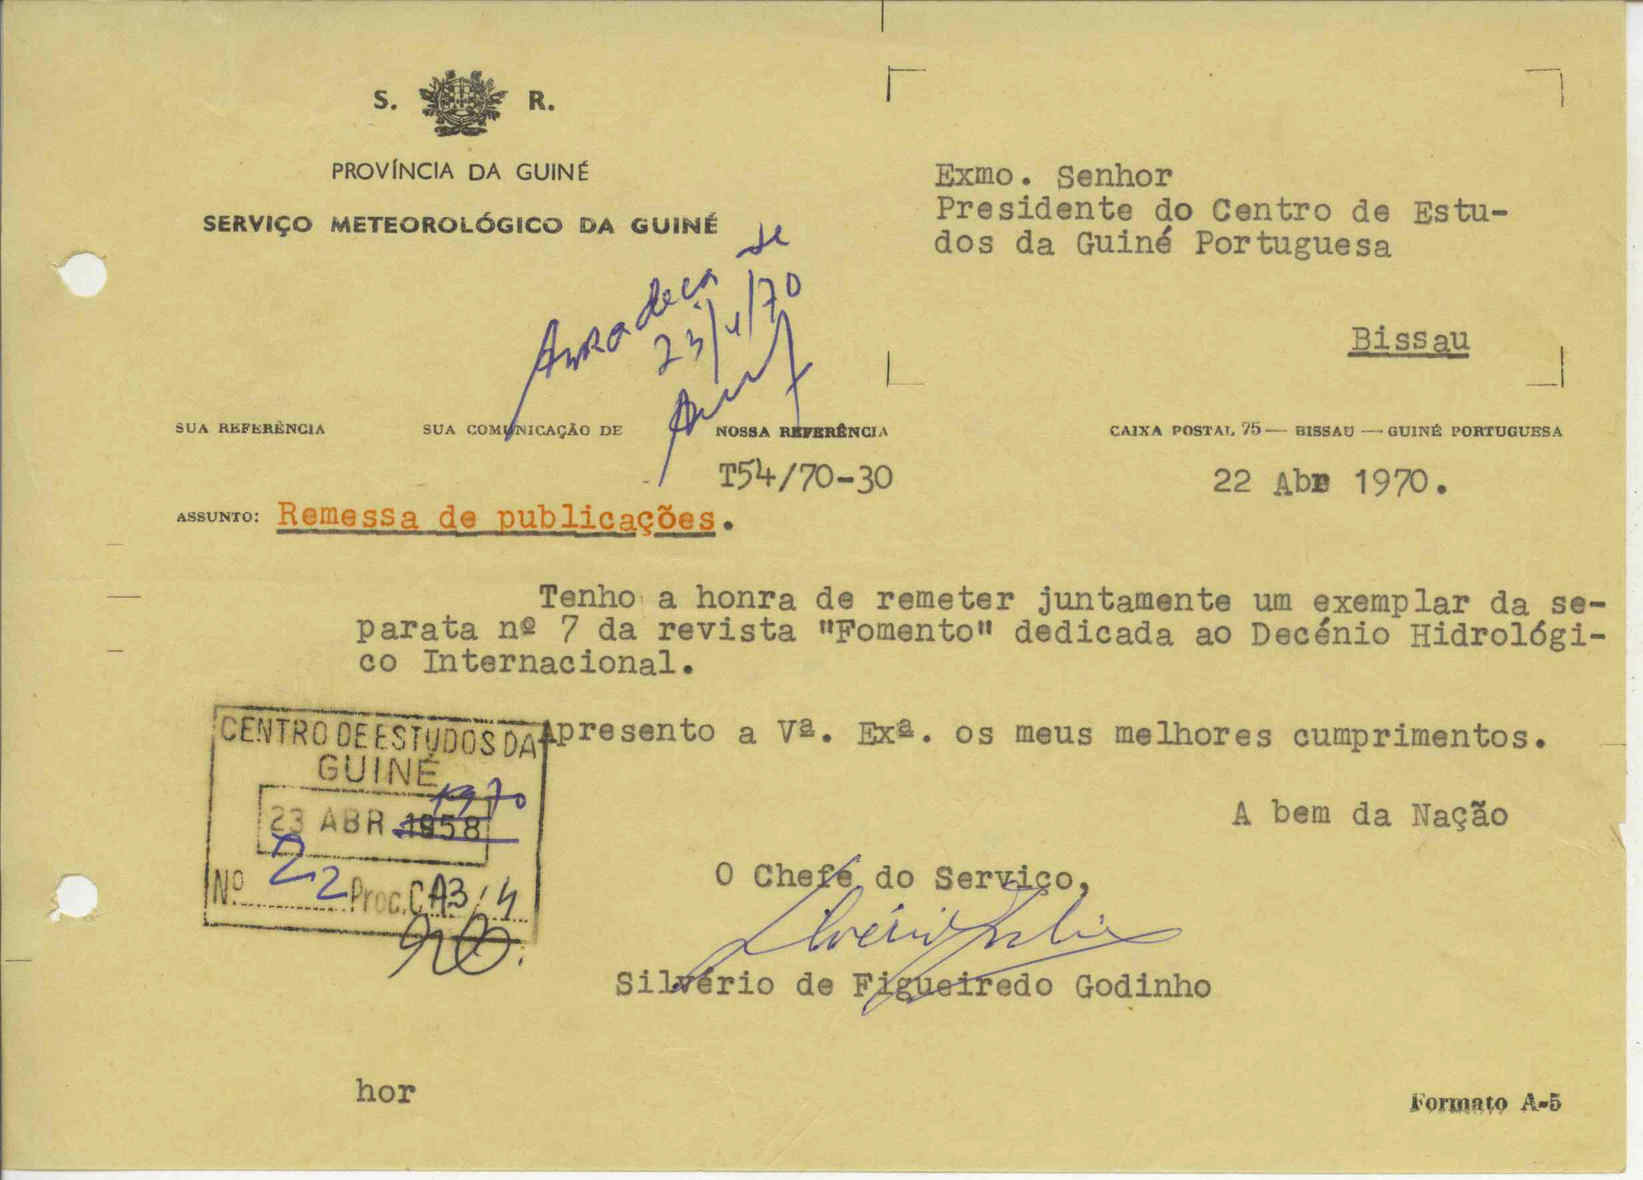 S. R.
PROVÍNCIA DA GUINÉ
SERVIÇO METEOROLÓGICO DA GUINÉ
Exmo. Senhor
Presidente do Centro de Estu-
dos da Guiné Portuguesa
Bissau
Agradeça se
23/4/70
SUA REFERÊNCIA
SUA COMUNICAÇÃO DE
NOSSA REFERÊNCIA
T54/70-30
CAIXA POSTAL 75 — BISSAU — GUINÉ PORTUGUESA
22 Abr 1970.
ASSUNTO: Remessa de publicações.
Tenho a honra de remeter juntamente um exemplar da se-
parata nº 7 da revista "Fomento" dedicada ao Decénio Hidrológi-
co Internacional.
Apresento a Vª. Exª. os meus melhores cumprimentos.
A bem da Nação
CENTRO DE ESTUDOS DA
GUINÉ
1970
23 ABR 1958
Nº 22 Proc. CA3/4
O Chefe do Serviço,
Silvério de Figueiredo Godinho
hor
Formato A-5